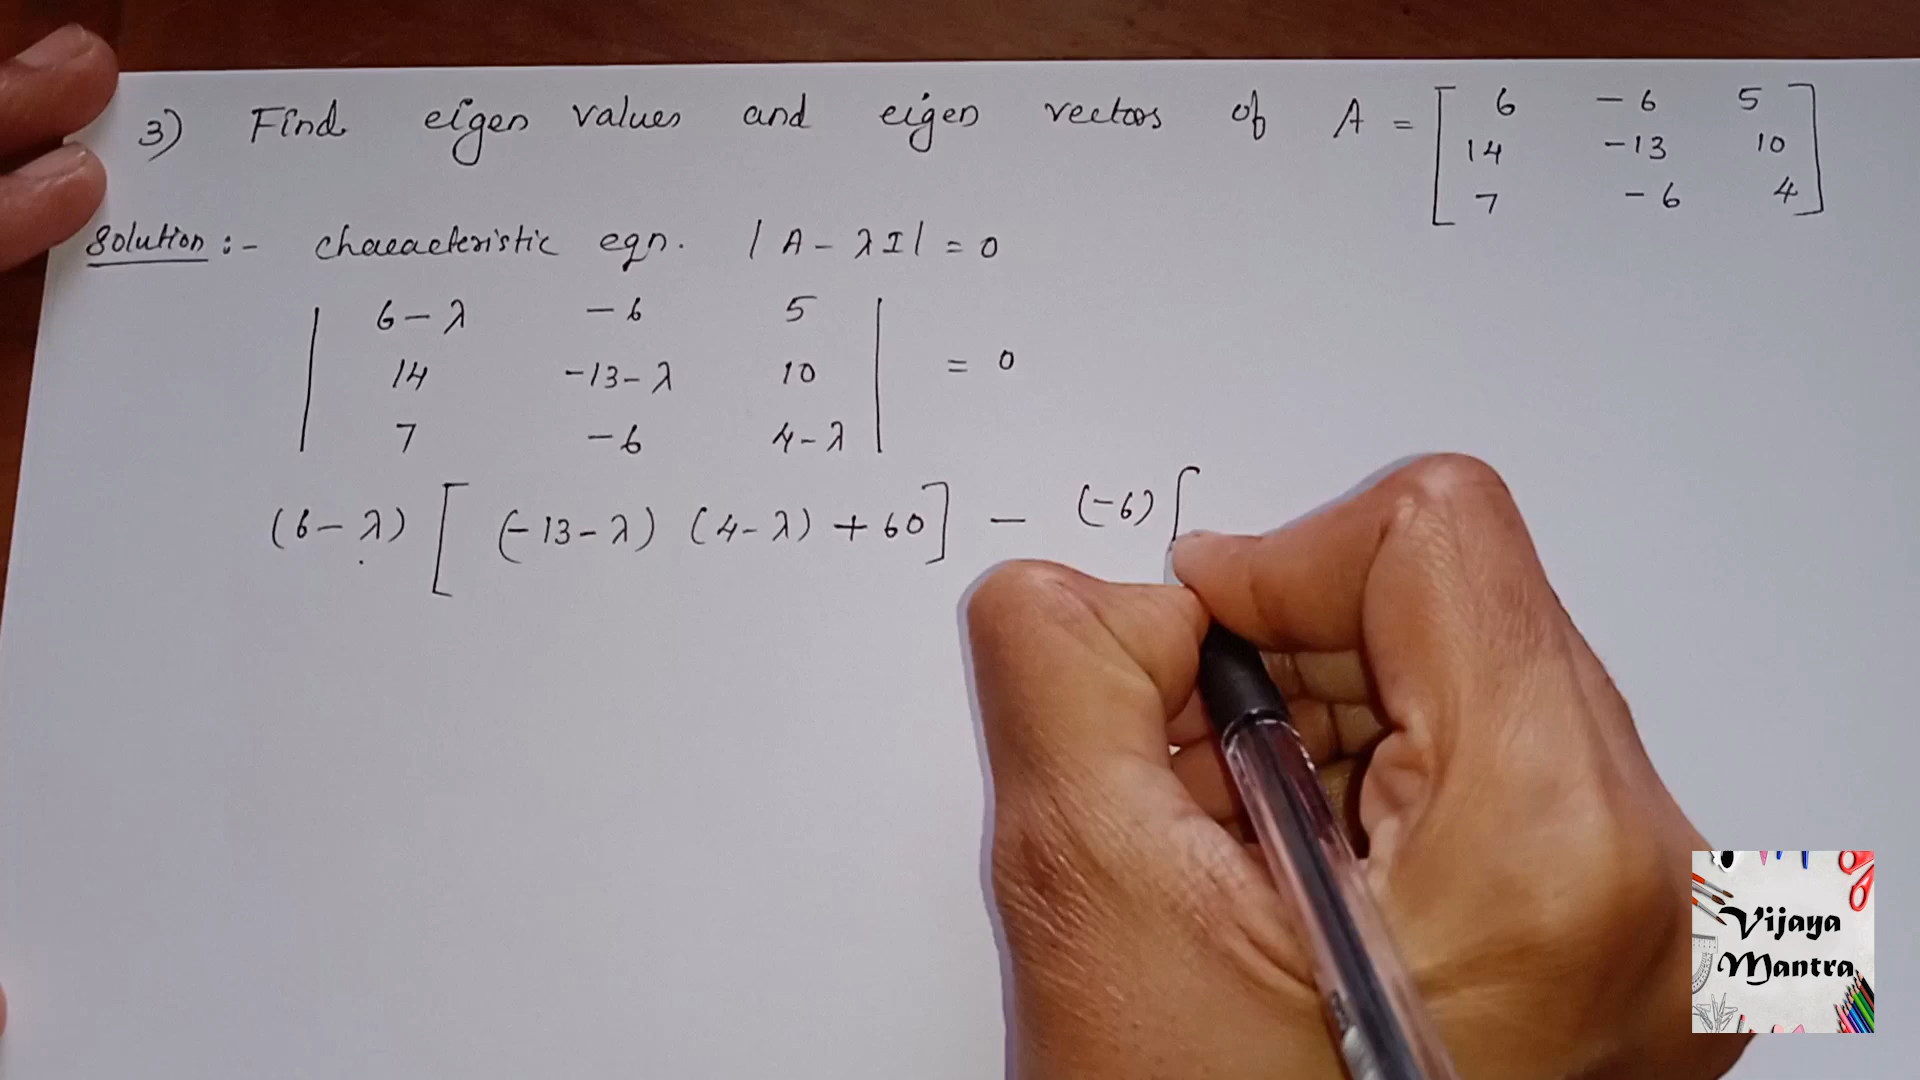 3) Find eigen values and eigen vectors of A = [ 6 -6 5
14 -13 10
7 -6 4 ]
Solution :- characteristic eqn. | A - λI | = 0
| 6-λ -6 5 |
| 14 -13-λ 10 | = 0
| 7 -6 4-λ |
(6-λ) [ (-13-λ) (4-λ) + 60 ] - (-6) [
Vijaya
Mantra